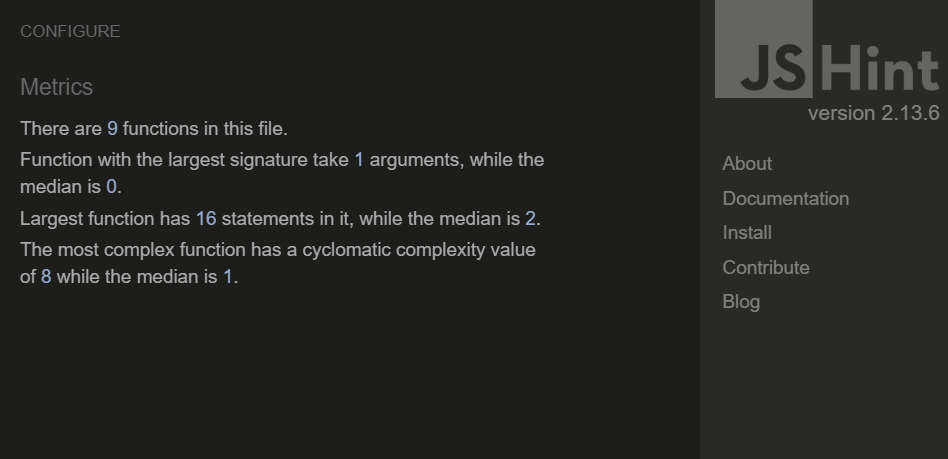 CONFIGURE
Metrics
There are 9 functions in this file.
Function with the largest signature take 1 arguments, while the
median is 0.
Largest function has 16 statements in it, while the median is 2.
The most complex function has a cyclomatic complexity value
of 8 while the median is 1.
JSHint
version 2.13.6
About
Documentation
Install
Contribute
Blog